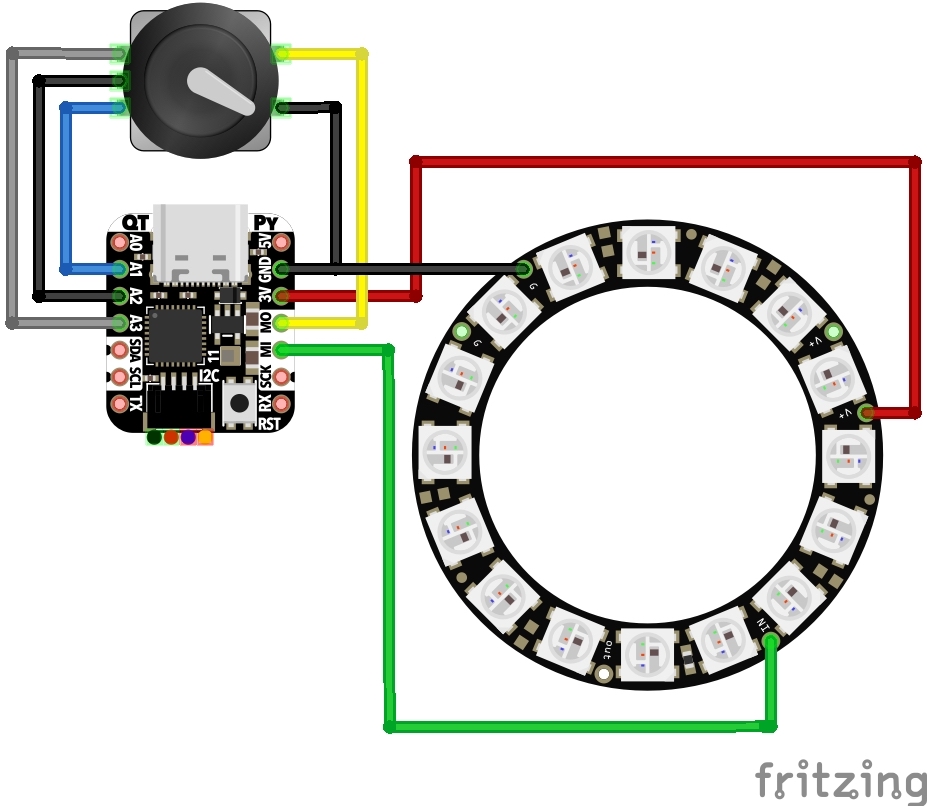 QT Py
A0
A1
A2
A3
SDA
SCL
TX
5V
GND
3V
MO
MI
SCK
RX
I2C
RST
11
G
G
V+
V+
IN
out
fritzing